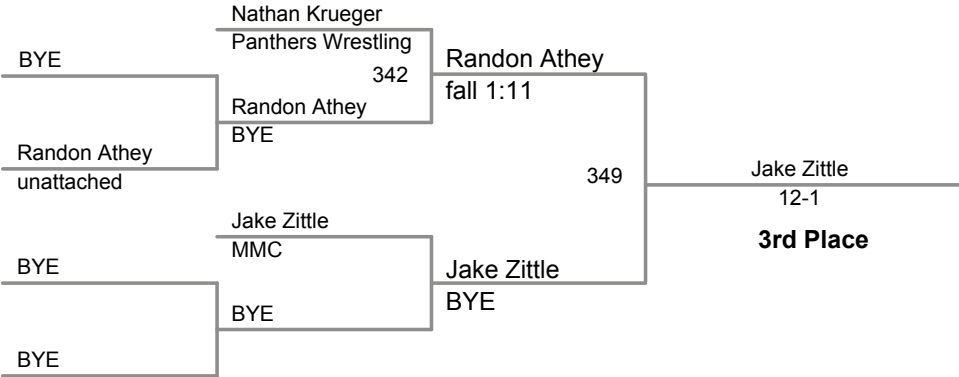 Nathan Krueger
Panthers Wrestling
BYE
342
Randon Athey
fall 1:11
Randon Athey
BYE
Randon Athey
unattached
349
Jake Zittle
12-1
3rd Place
Jake Zittle
MMC
BYE
Jake Zittle
BYE
BYE
BYE